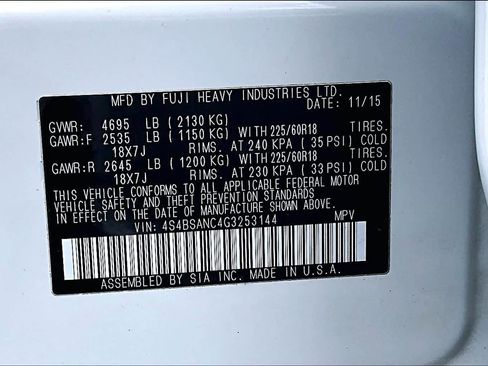 MFD BY FUJI HEAVY INDUSTRIES LTD.
DATE: 11/15
GVWR: 4695 LB ( 2130 KG)
GAWR:F 2535 LB ( 1150 KG) WITH 225/60R18 TIRES.
18X7J RIMS. AT 240 KPA ( 35 PSI) COLD
GAWR:R 2645 LB ( 1200 KG) WITH 225/60R18 TIRES.
18X7J RIMS. AT 230 KPA ( 33 PSI) COLD
THIS VEHICLE CONFORMS TO ALL APPLICABLE FEDERAL MOTOR
VEHICLE SAFETY AND THEFT PREVENTION STANDARDS
IN EFFECT ON THE DATE OF MANUFACTURE SHOWN ABOVE.
VIN: 4S4BSANC4G3253144 MPV
ASSEMBLED BY SIA INC. MADE IN U.S.A.